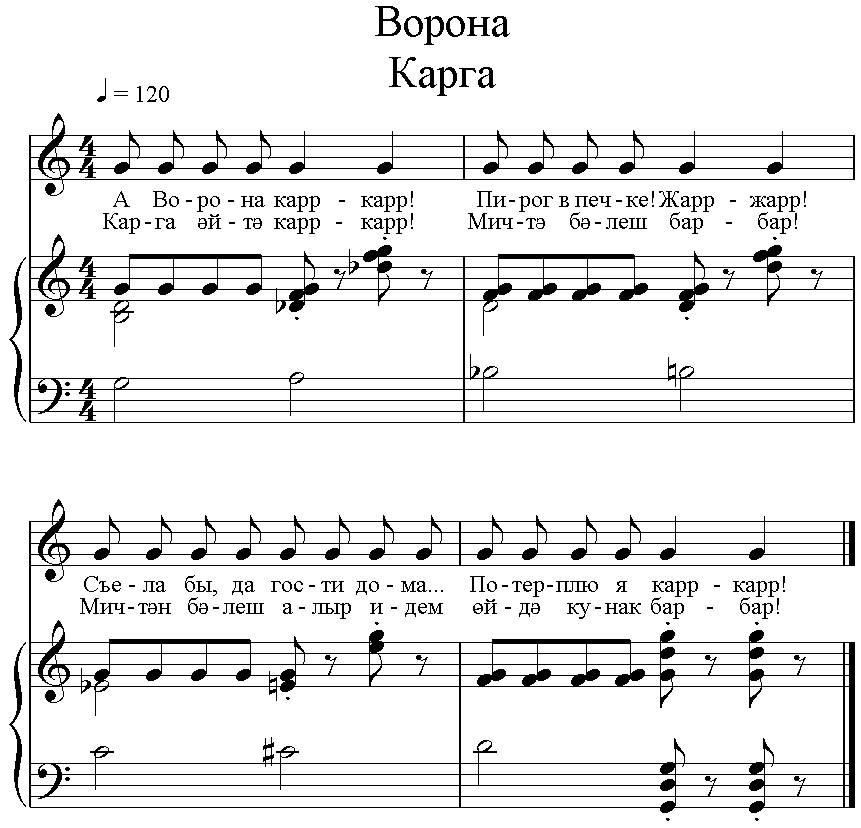 Ворона
Карга
♩ = 120
А Во-ро-на карр-карр! Пи-рог в печ-ке! Жарр-жарр!
Кар-га әй-тә карр-карр! Мич-тә бә-леш бар-бар!
Съе-ла бы, да гос-ти до-ма... По-тер-плю я карр-карр!
Мич-тән бә-леш а-лыр и-дем өй-дә ку-нак бар-бар!